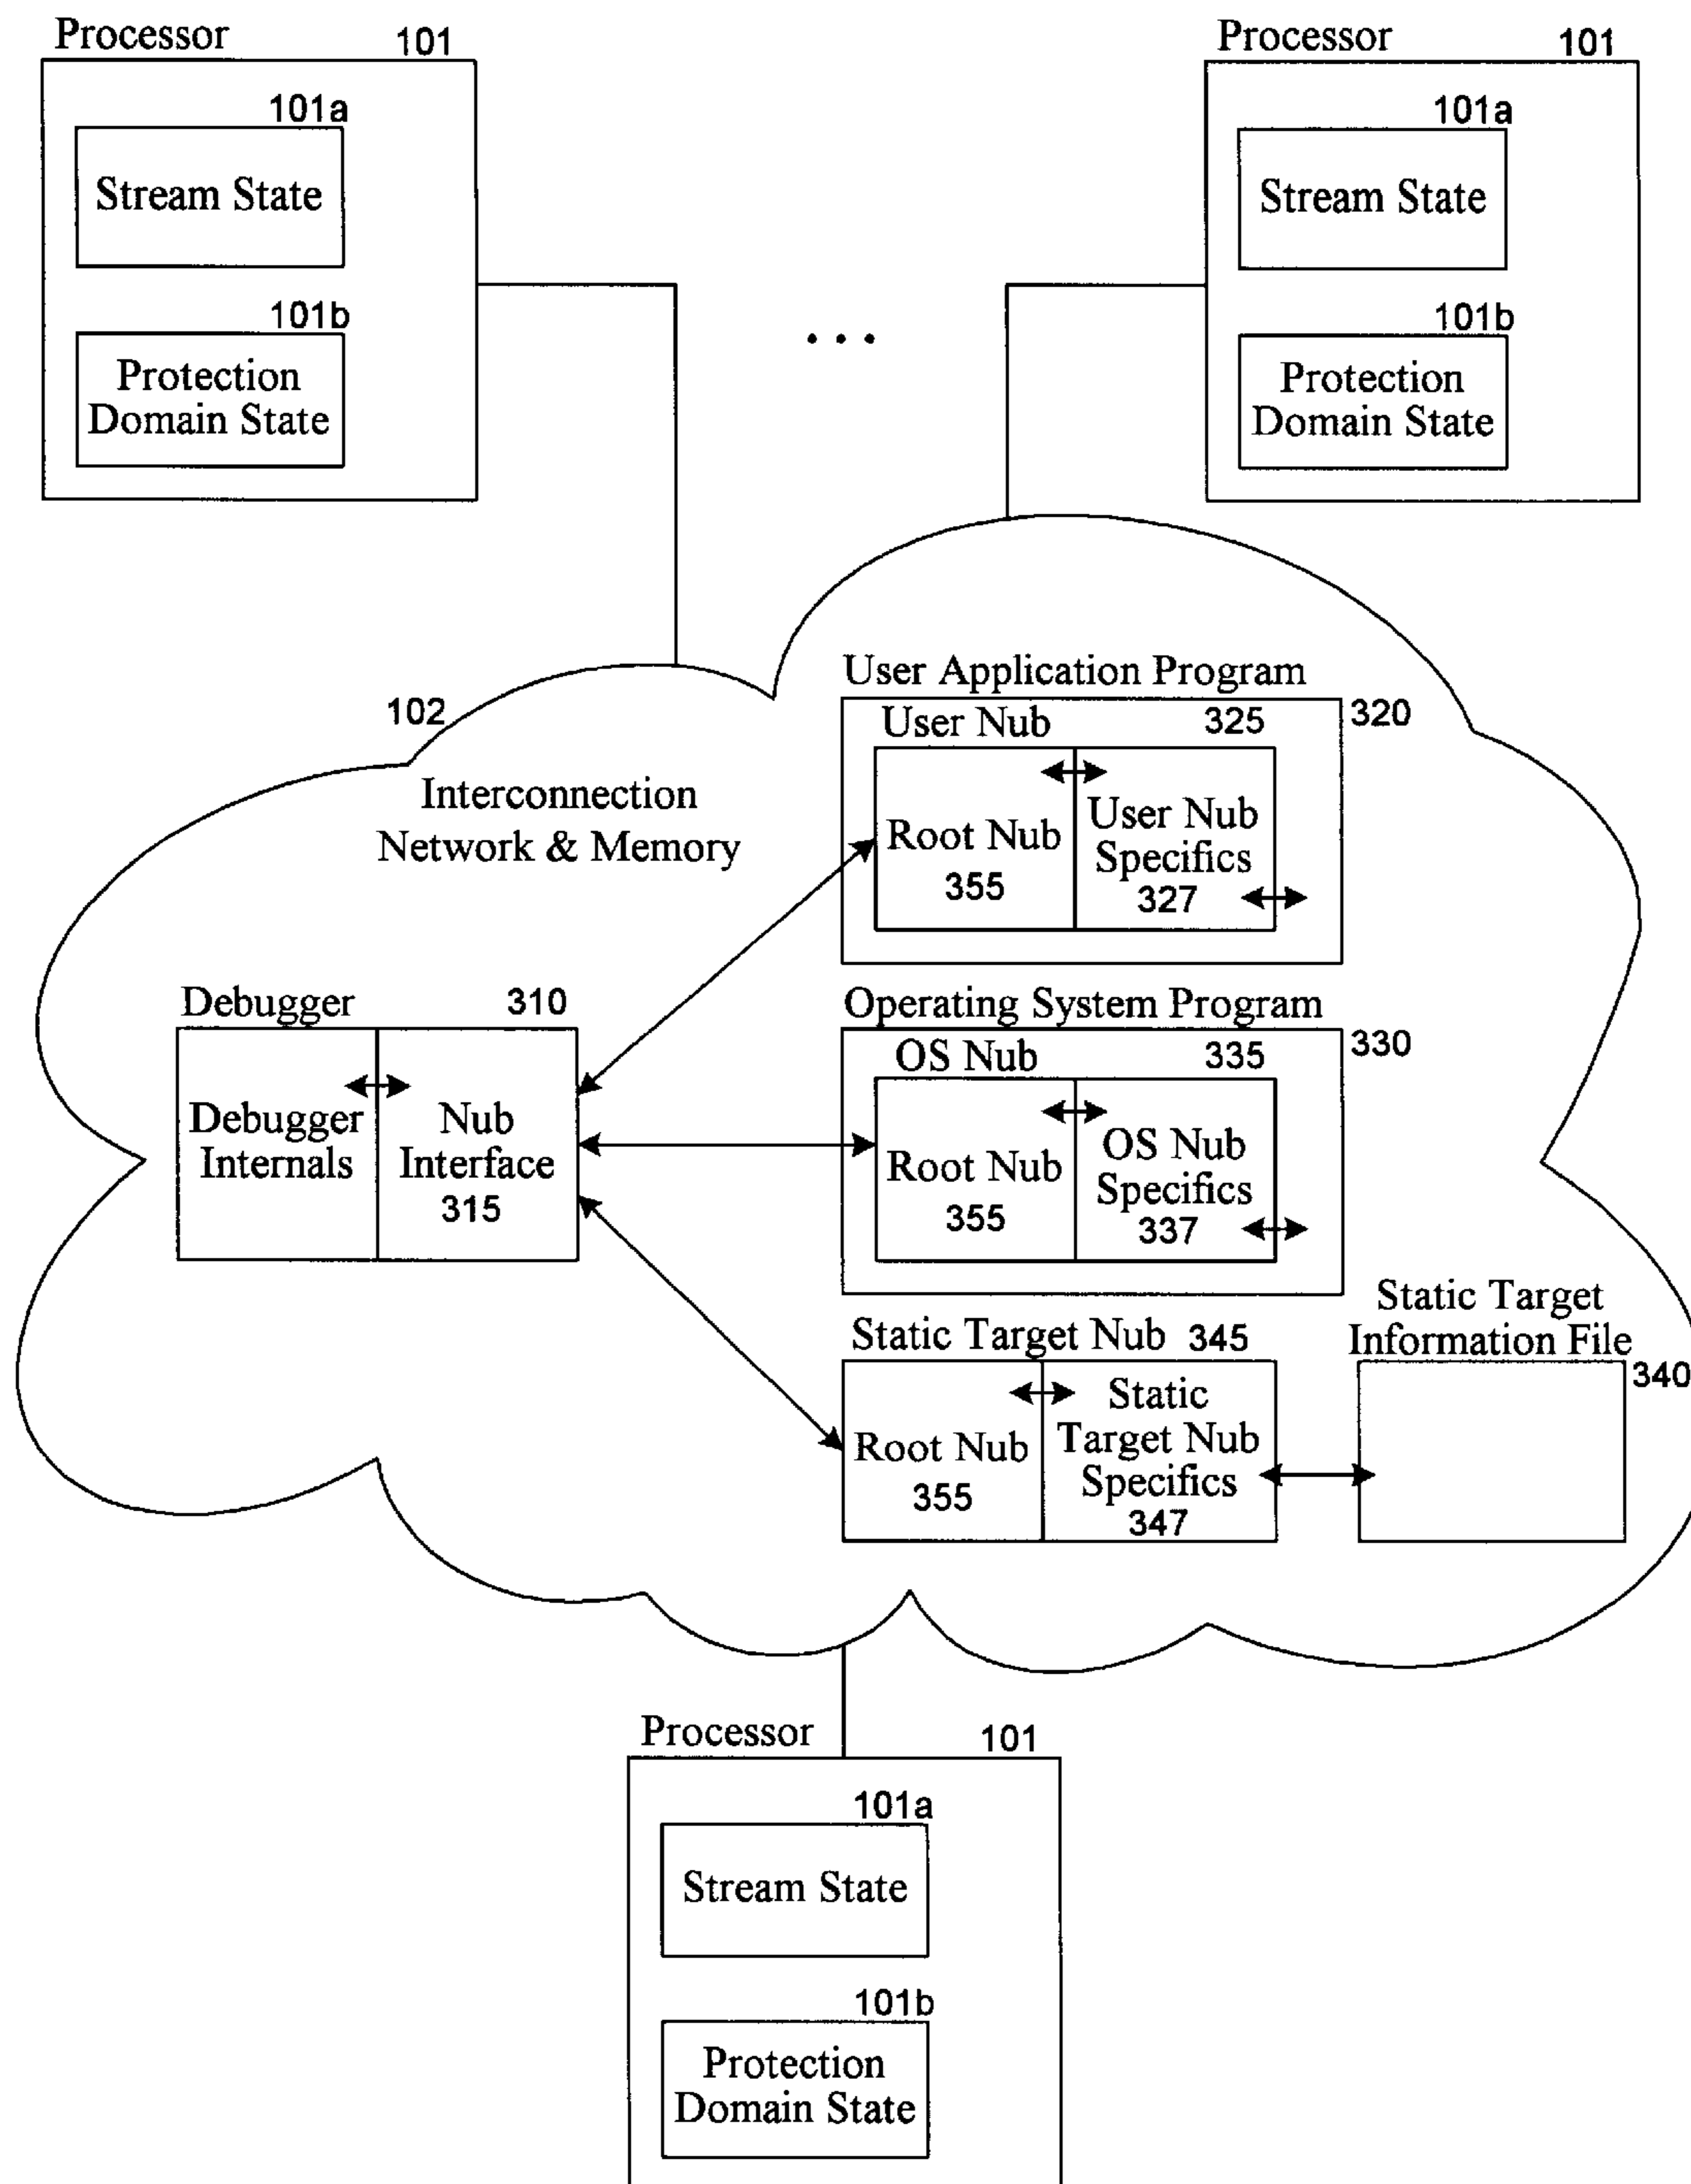 Processor 101
101a
Stream State
101b
Protection
Domain State
Processor 101
101a
Stream State
101b
Protection
Domain State
...
102
Interconnection
Network & Memory
User Application Program
320
User Nub 325
Root Nub
355
User Nub
Specifics
327
Debugger 310
Debugger
Internals
Nub
Interface
315
Operating System Program
330
OS Nub 335
Root Nub
355
OS Nub
Specifics
337
Static Target Nub 345
Root Nub
355
Static
Target Nub
Specifics
347
Static Target
Information File
340
Processor 101
101a
Stream State
101b
Protection
Domain State